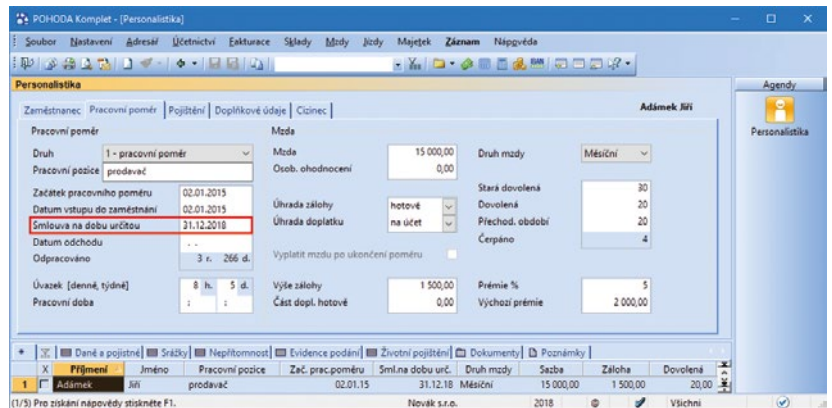 POHODA Komplet - [Personalistika]
Soubor Nastavení Adresář Účetnictví Fakturace Sklady Mzdy Jízdy Majetek Záznam Nápověda
Personalistika
Agendy
Zaměstnanec Pracovní poměr Pojištění Doplňkové údaje Cizinec Adámek Jiří
Personalistika
Pracovní poměr Mzda
Druh 1 - pracovní poměr Mzda 15 000,00 Druh mzdy Měsíční
Pracovní pozice prodavač Osob. ohodnocení 0,00
Začátek pracovního poměru 02.01.2015 Stará dovolená 30
Datum vstupu do zaměstnání 02.01.2015 Úhrada zálohy hotově Dovolená 20
Smlouva na dobu určitou 31.12.2018 Úhrada doplatku na účet Přechod. období 20
Datum odchodu . . Čerpáno 4
Odpracováno 3 r. 266 d. Vyplatit mzdu po ukončení poměru
Úvazek [denně, týdně] 8 h. 5 d. Výše zálohy 1 500,00 Prémie % 5
Pracovní doba : : Část dopl. hotově 0,00 Výchozí prémie 2 000,00
Daně a pojistné Srážky Nepřítomnost Evidence podání Životní pojištění Dokumenty Poznámky
X Příjmení Jméno Pracovní pozice Zač. prac.poměru Sml.na dobu urč. Druh mzdy Sazba Záloha Dovolená
1 Adámek Jiří prodavač 02.01.15 31.12.18 Měsíční 15 000,00 1 500,00 20,00
(1/5) Pro získání nápovědy stiskněte F1. Novák s.r.o. 2018 Všichni